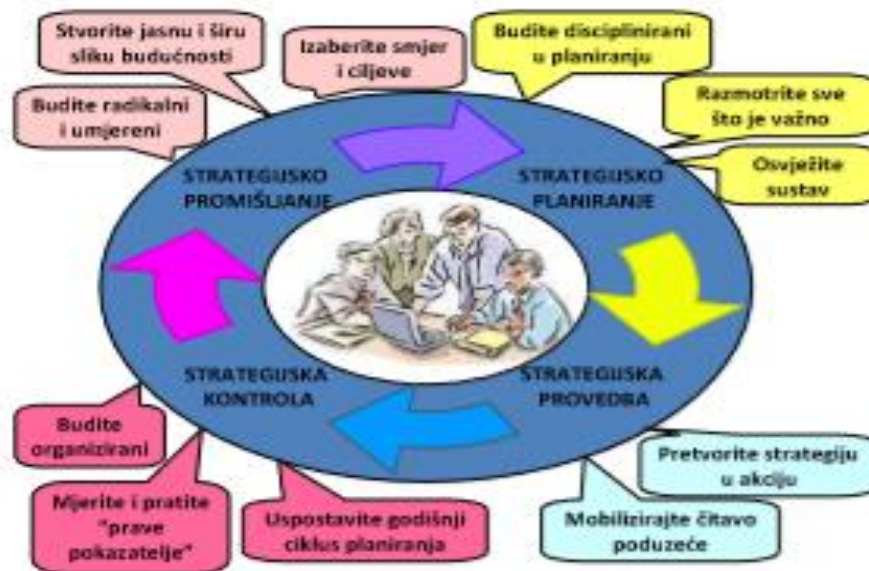 Stvorite jasnu i širu
sliku budućnosti
Izaberite smjer
i ciljeve
Budite disciplinirani
u planiranju
Budite radikalni
i umjereni
Razmotrite sve
što je važno
Osvježite
sustav
STRATEGIJSKO
PROMIŠLJANJE
STRATEGIJSKO
PLANIRANJE
STRATEGIJSKA
KONTROLA
STRATEGIJSKA
PROVEDBA
Budite
organizirani
Mjerite i pratite
"prave
pokazatelje"
Uspostavite godišnji
ciklus planiranja
Pretvorite strategiju
u akciju
Mobilizirajte čitavo
poduzeće